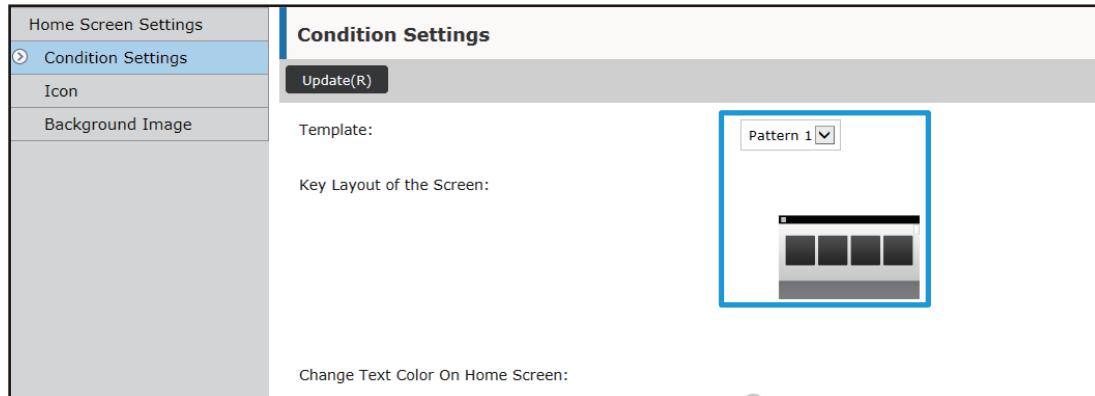 Home Screen Settings
Condition Settings
Icon
Background Image
Condition Settings
Update(R)
Template:
Pattern 1
Key Layout of the Screen:
Change Text Color On Home Screen: